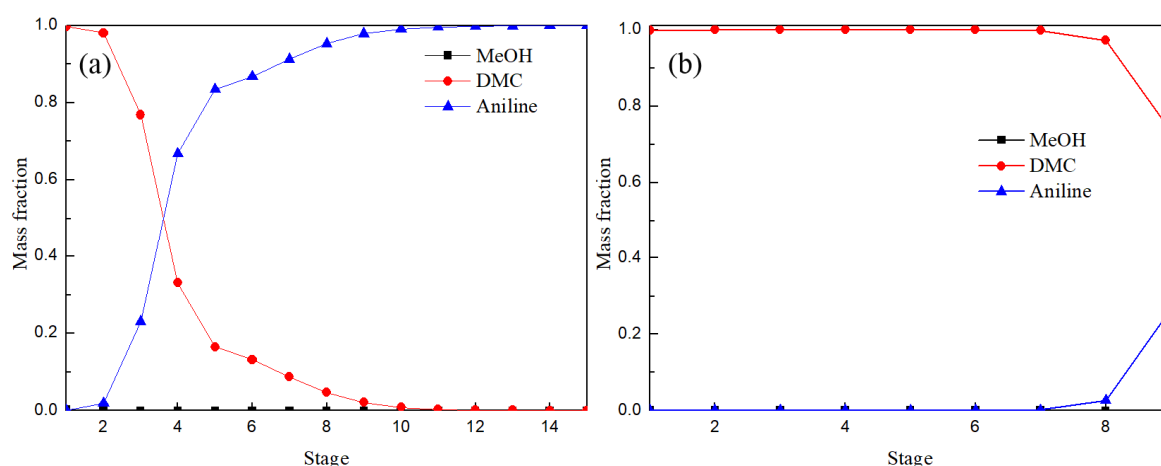 (a)
MeOH
DMC
Aniline
Mass fraction
1.0
0.8
0.6
0.4
0.2
0.0
2 4 6 8 10 12 14
Stage
(b)
MeOH
DMC
Aniline
Mass fraction
1.0
0.8
0.6
0.4
0.2
0.0
2 4 6 8
Stage